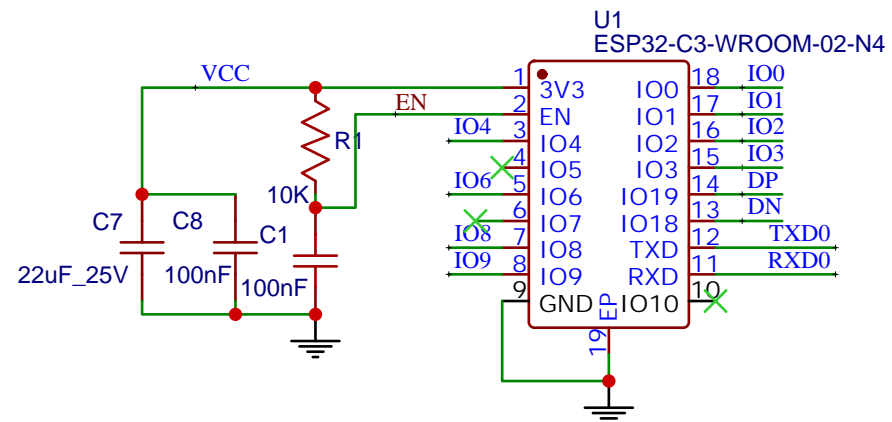 U1
ESP32-C3-WROOM-02-N4
VCC
EN
1
3V3
2
EN
IO4
3
IO4
4
IO5
IO6
5
IO6
6
IO7
IO8
7
IO8
IO9
8
IO9
9
GND
18
IO0
IO0
17
IO1
IO1
16
IO2
IO2
15
IO3
IO3
14
IO19
DP
13
IO18
DN
12
TXD
TXD0
11
RXD
RXD0
10
IO10
EP
19
R1
10K
C7
22uF_25V
C8
100nF
C1
100nF